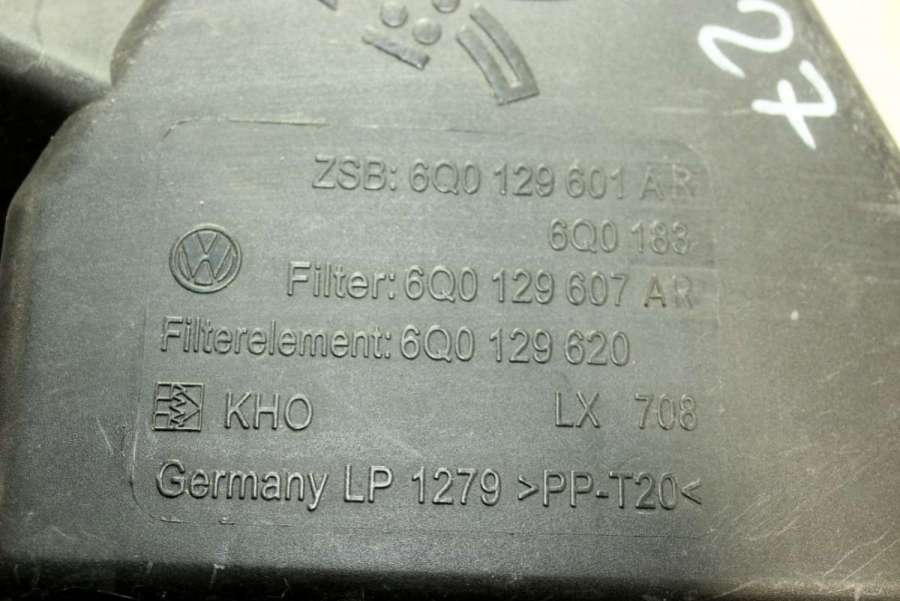 27
ZSB: 6Q0 129 601 AR
6Q0 183
Filter: 6Q0 129 607 AR
Filterelement: 6Q0 129 620
KHO LX 708
Germany LP 1279 >PP-T20<